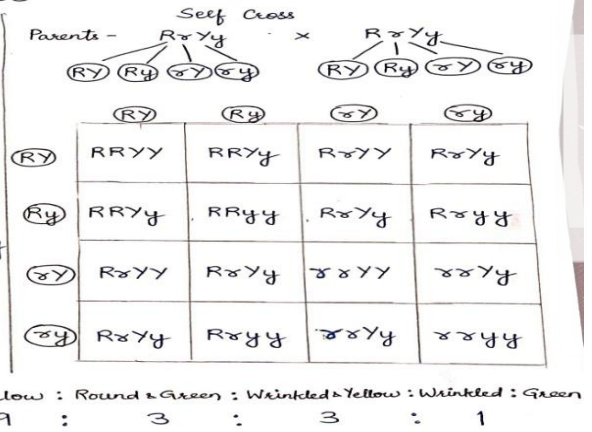 Self Cross
Parents - RrYy × RrYy
RY Ry rY ry RY Ry rY ry
RY Ry rY ry
RY RRYY RRYy RrYY RrYy
Ry RRYy RRyy RrYy Rryy
rY RrYY RrYy rrYY rrYy
ry RrYy Rryy rrYy rryy
low : Round & Green : Wrinkled & Yellow : Wrinkled : Green
9 : 3 : 3 : 1